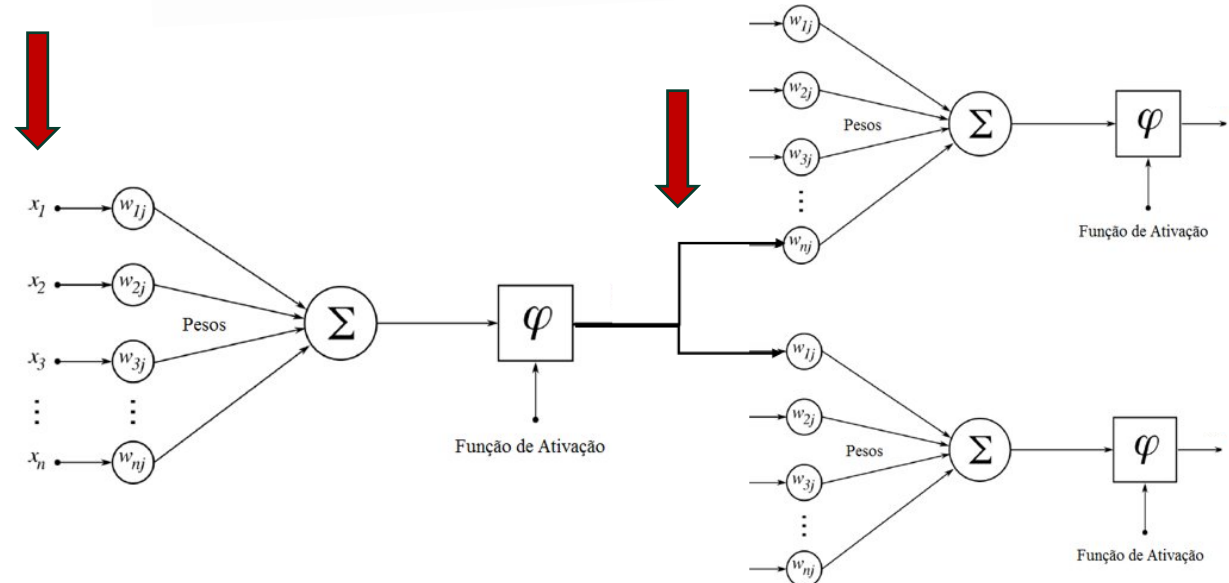 x1
w1j
x2
w2j
Pesos
x3
w3j
⋮
⋮
xn
wnj
Σ
φ
Função de Ativação
w1j
w2j
Pesos
w3j
⋮
wnj
Σ
φ
Função de Ativação
w1j
w2j
Pesos
w3j
⋮
wnj
Σ
φ
Função de Ativação